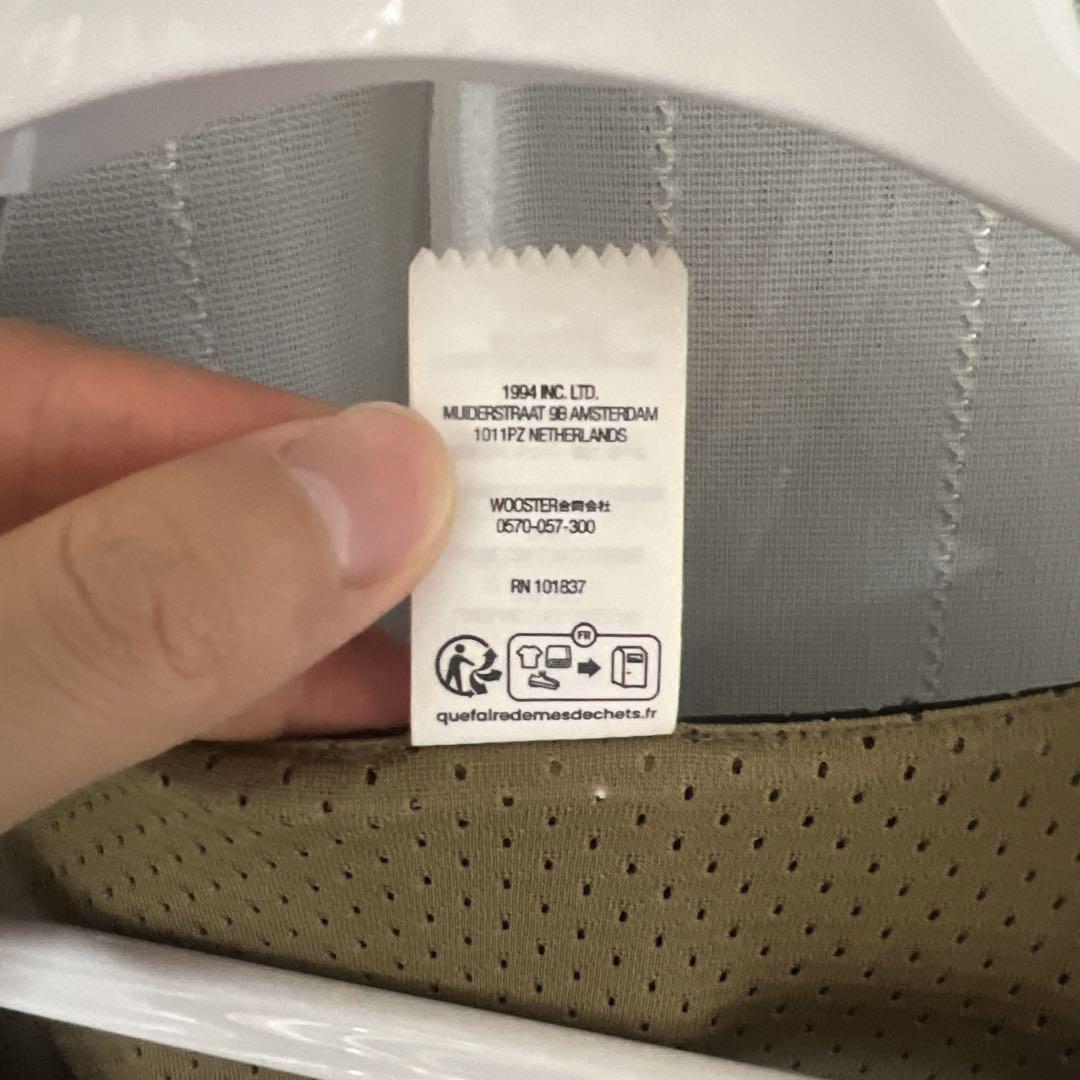 1994 INC. LTD.
MUIDERSTRAAT 9B AMSTERDAM
1011PZ NETHERLANDS
WOOSTER合同会社
0570-057-300
RN 101837
FR
quefairedemesdechets.fr